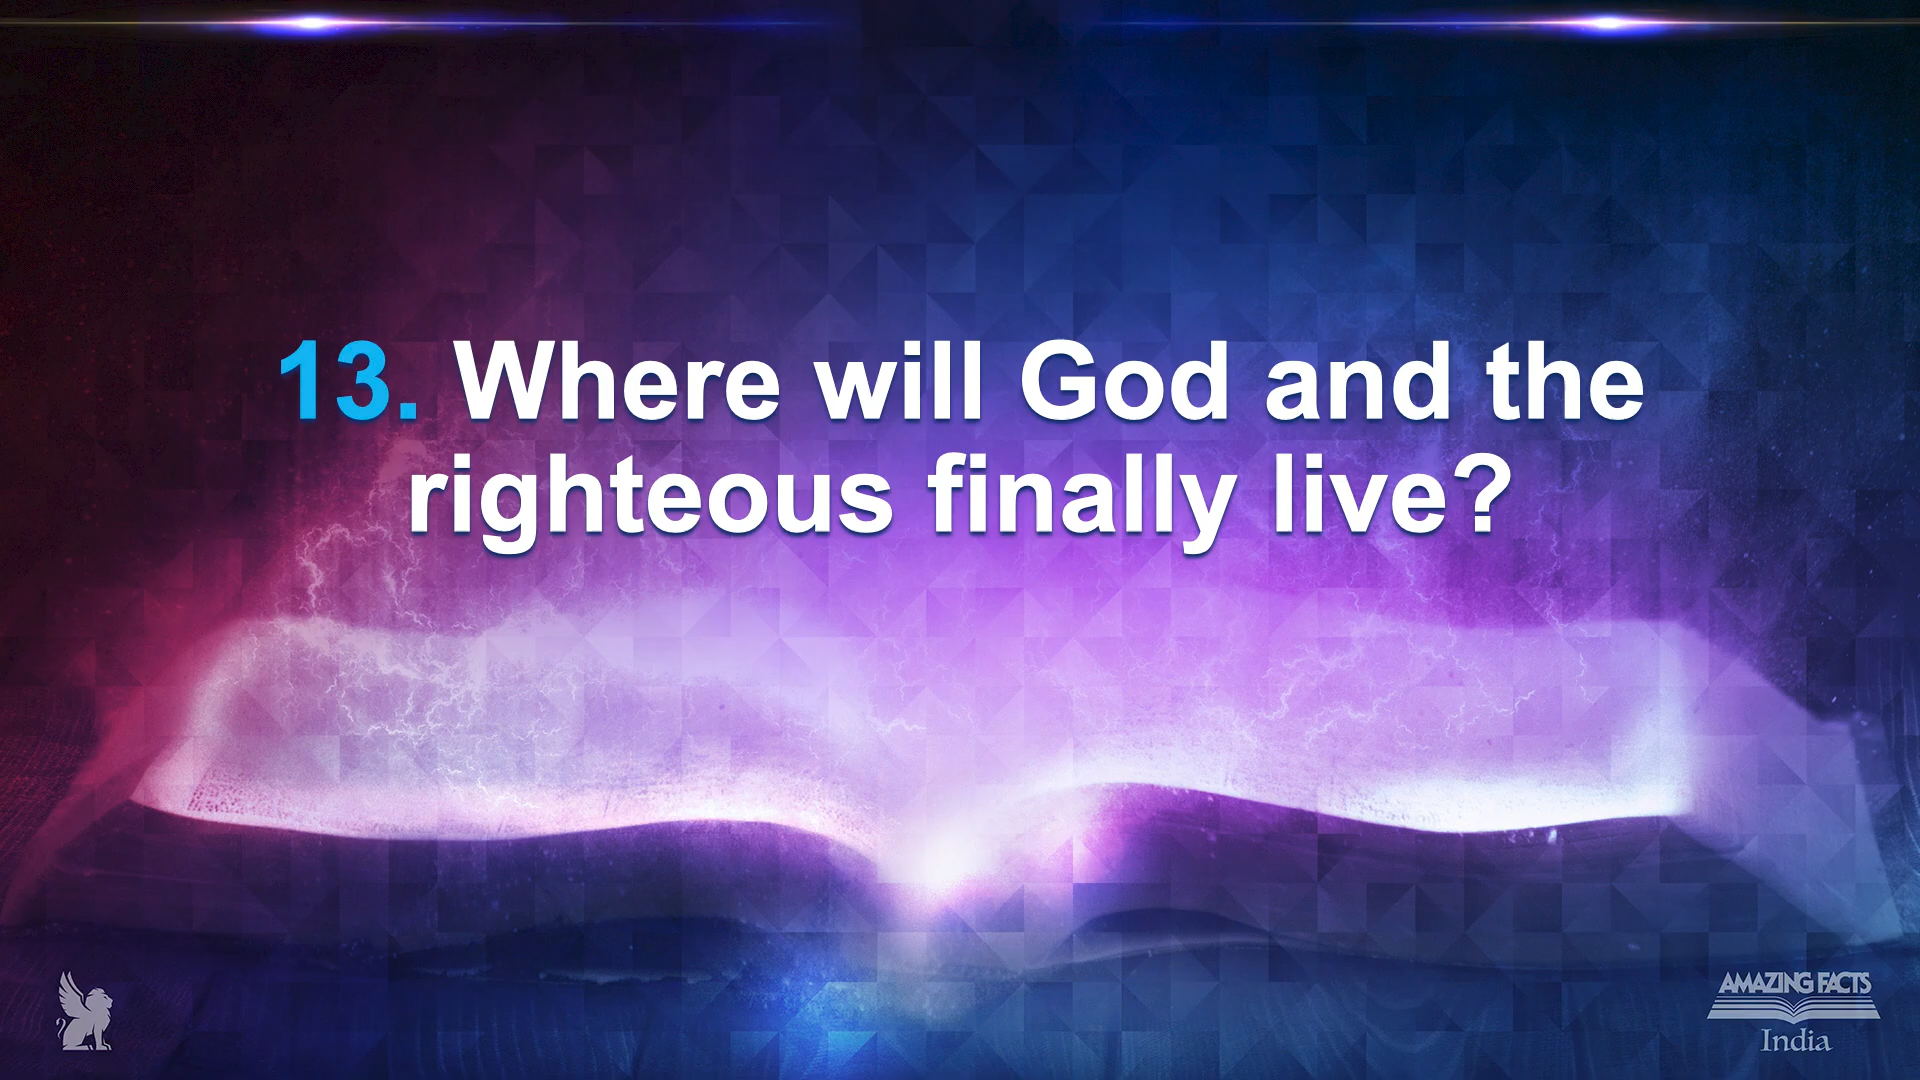 13. Where will God and the
righteous finally live?
AMAZING FACTS
India